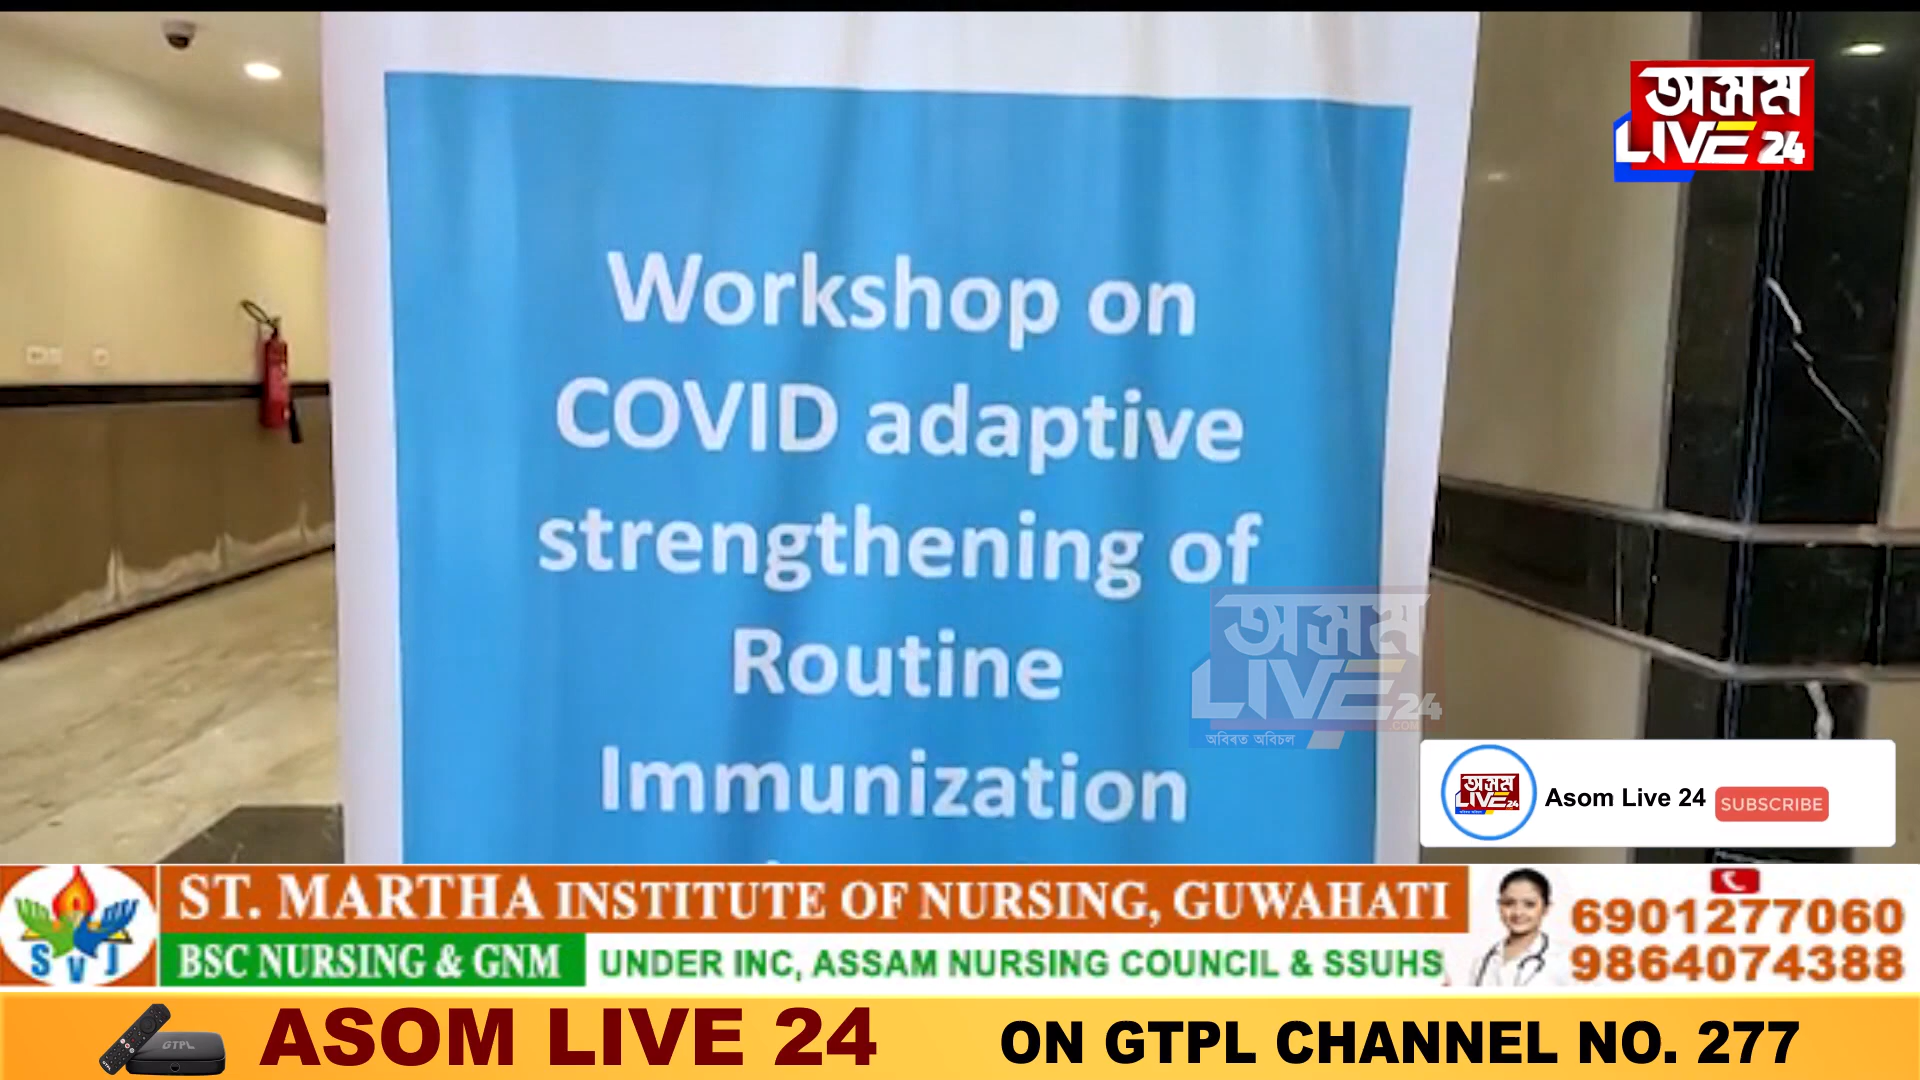 অসম
LIVE 24
Workshop on
COVID adaptive
strengthening of
Routine
Immunization
অসম
LIVE 24
.COM
অবিৰত অবিচল
অসম
LIVE 24
Asom Live 24
SUBSCRIBE
SVJ
ST. MARTHA INSTITUTE OF NURSING, GUWAHATI
BSC NURSING & GNM
UNDER INC, ASSAM NURSING COUNCIL & SSUHS
6901277060
9864074388
GTPL
ASOM LIVE 24
ON GTPL CHANNEL NO. 277